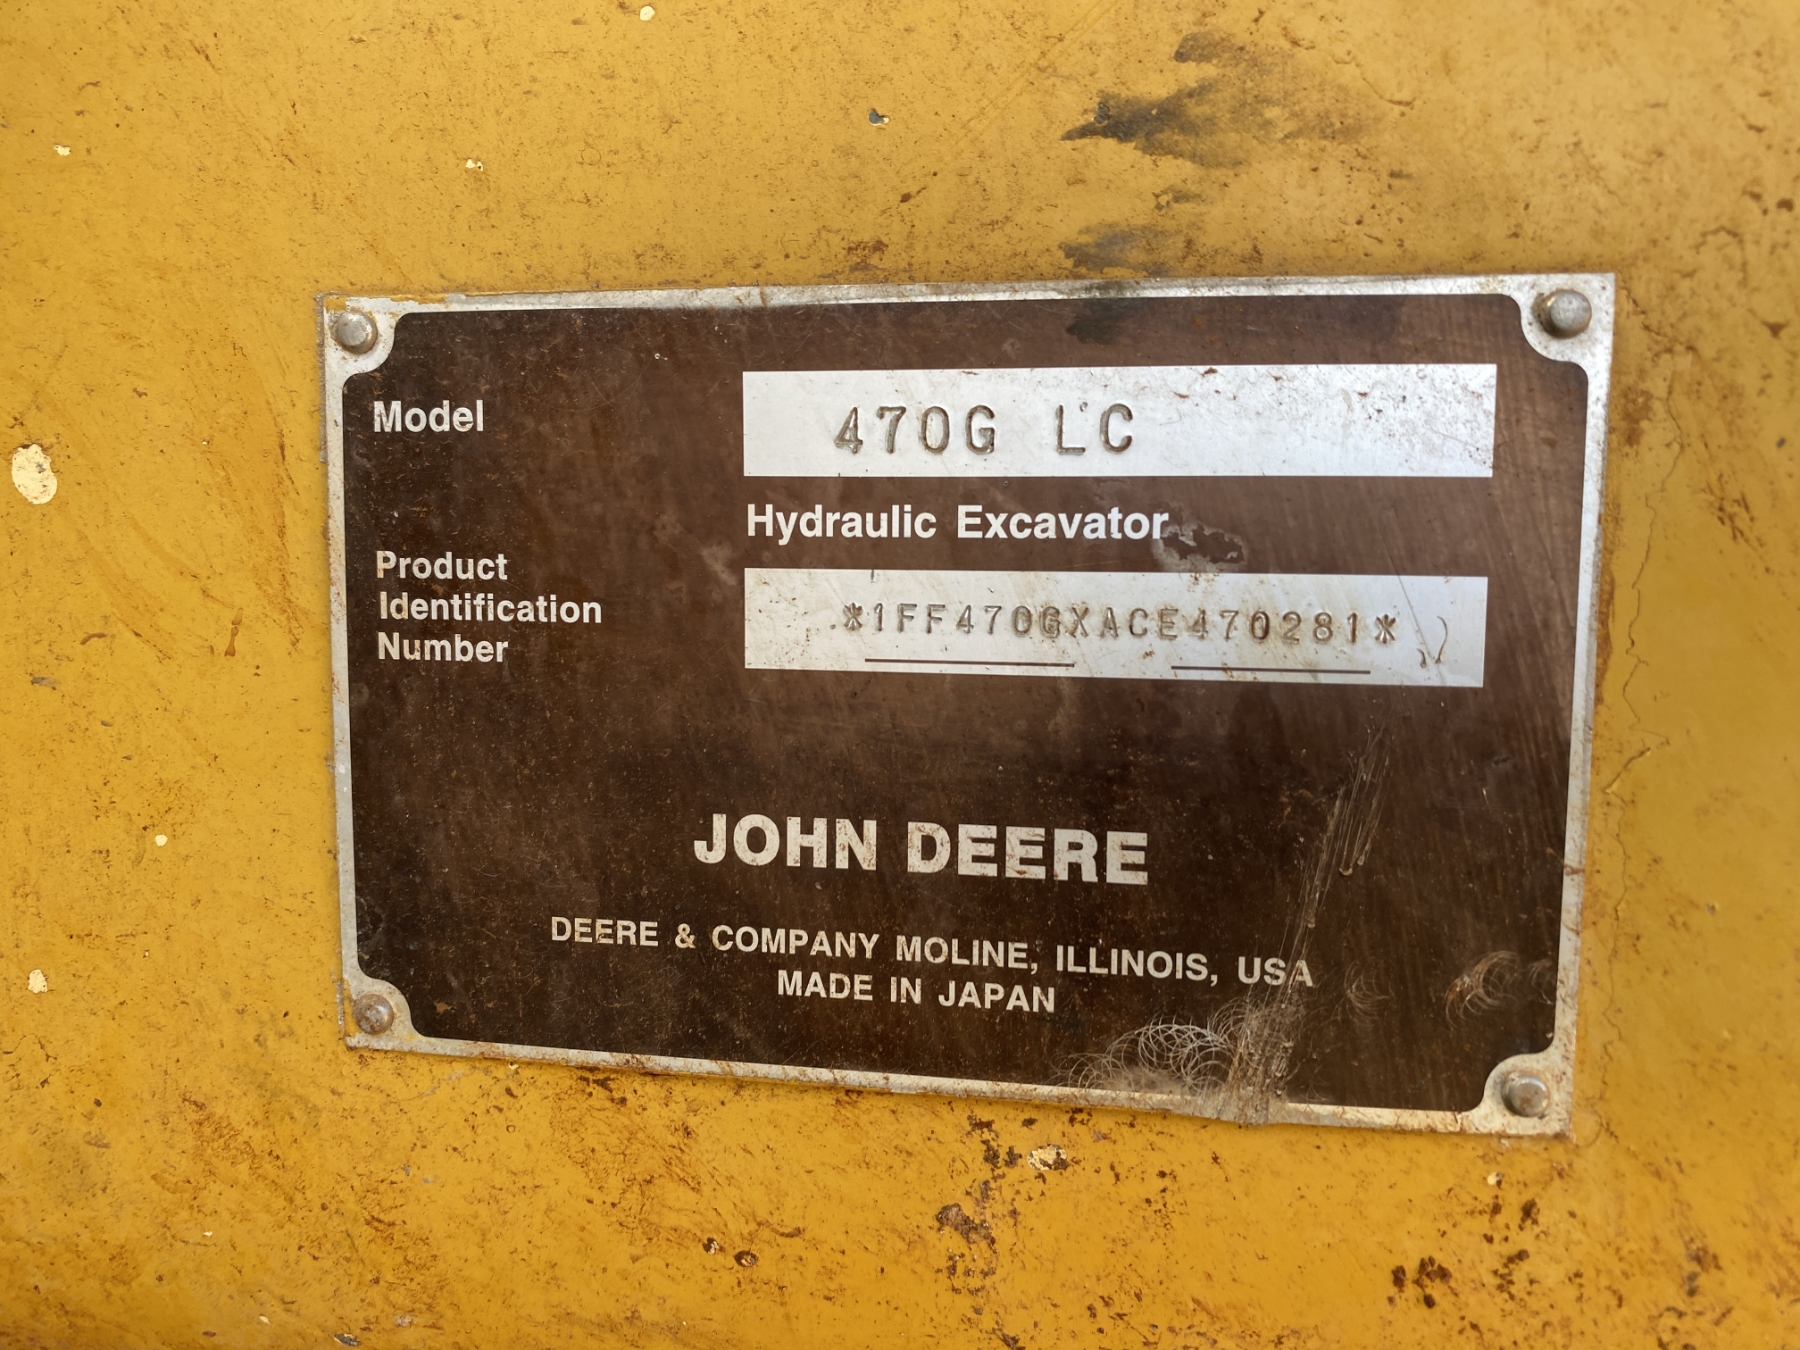 Model
470G LC
Hydraulic Excavator
Product
Identification
Number
*1FF470GXACE470281*
JOHN DEERE
DEERE & COMPANY MOLINE, ILLINOIS, USA
MADE IN JAPAN